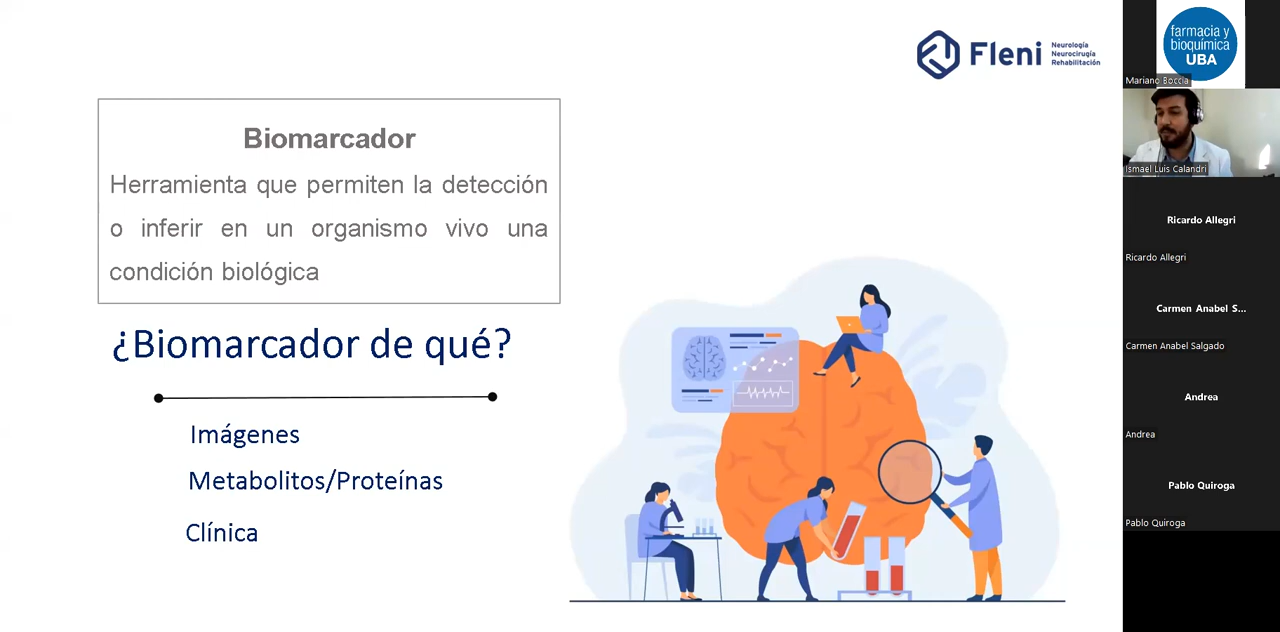 Fleni
Neurología
Neurocirugía
Rehabilitación
Biomarcador
Herramienta que permiten la detección
o inferir en un organismo vivo una
condición biológica
¿Biomarcador de qué?
Imágenes
Metabolitos/Proteínas
Clínica
farmacia y
bioquímica
UBA
Mariano Boccia
Ismael Luis Calandri
Ricardo Allegri
Ricardo Allegri
Carmen Anabel S...
Carmen Anabel Salgado
Andrea
Andrea
Pablo Quiroga
Pablo Quiroga